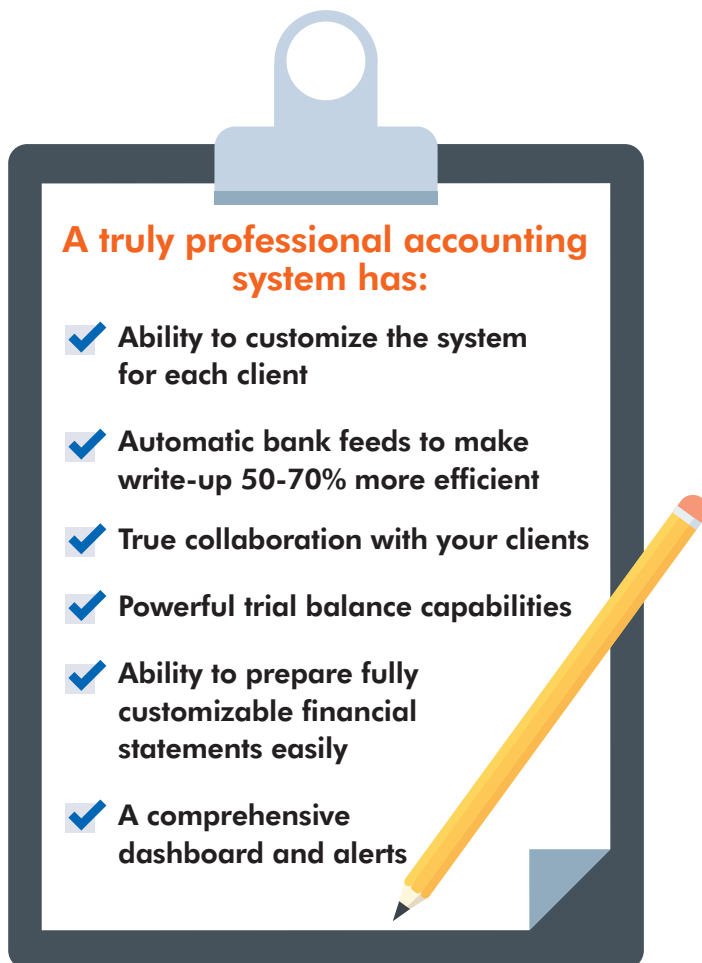 A truly professional accounting
system has:
Ability to customize the system
for each client
Automatic bank feeds to make
write-up 50-70% more efficient
True collaboration with your clients
Powerful trial balance capabilities
Ability to prepare fully
customizable financial
statements easily
A comprehensive
dashboard and alerts